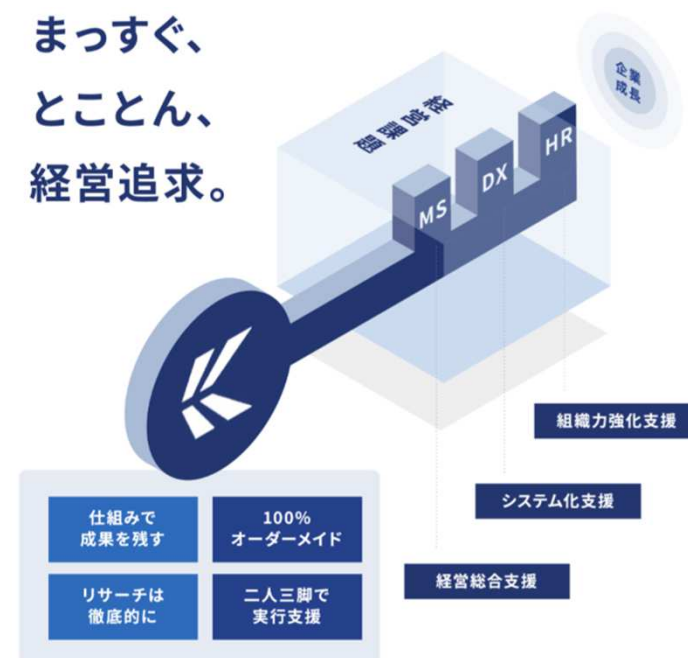 まっすぐ、
とことん、
経営追求。
企業
成長
経営課題
HR
DX
MS
組織力強化支援
システム化支援
経営総合支援
仕組みで
成果を残す
100%
オーダーメイド
リサーチは
徹底的に
二人三脚で
実行支援